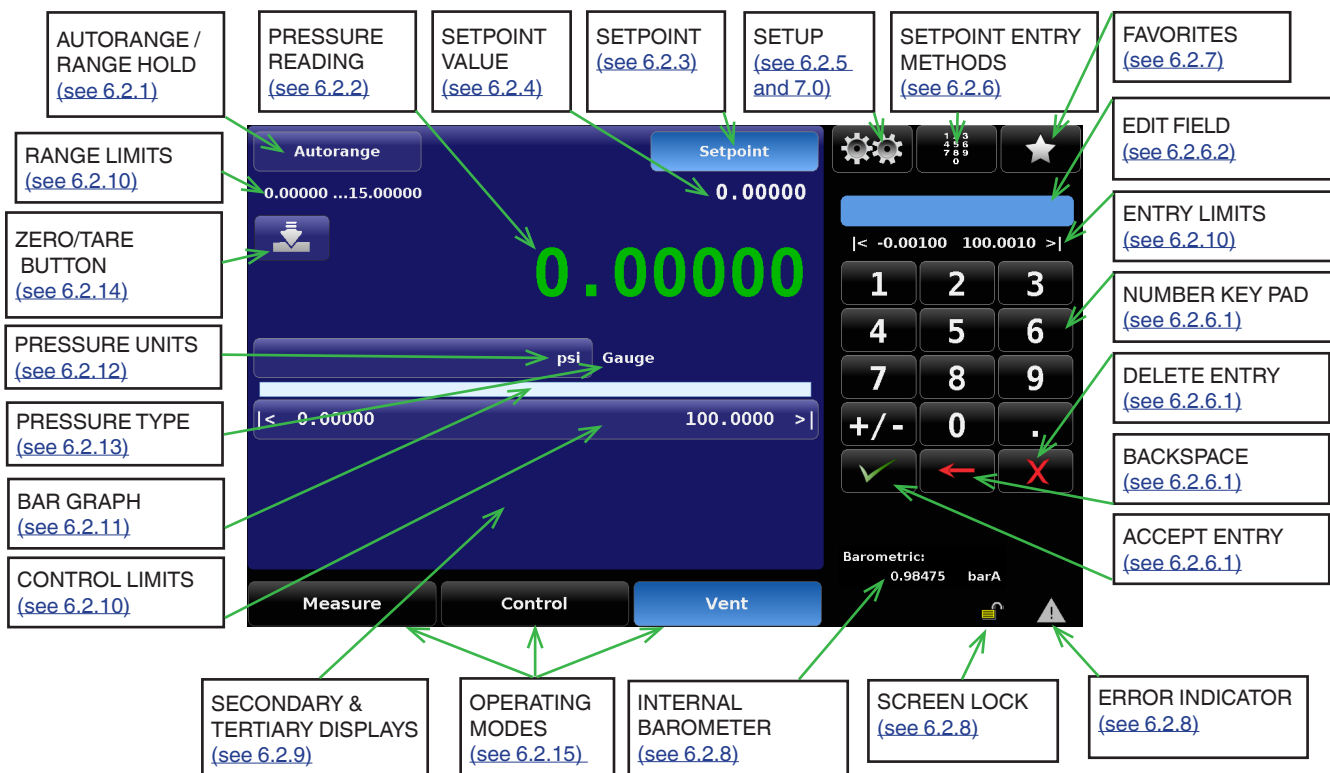 AUTORANGE /
RANGE HOLD
(see 6.2.1)
PRESSURE
READING
(see 6.2.2)
SETPOINT
VALUE
(see 6.2.4)
SETPOINT
(see 6.2.3)
SETUP
(see 6.2.5
and 7.0)
SETPOINT ENTRY
METHODS
(see 6.2.6)
FAVORITES
(see 6.2.7)
RANGE LIMITS
(see 6.2.10)
ZERO/TARE
BUTTON
(see 6.2.14)
PRESSURE UNITS
(see 6.2.12)
PRESSURE TYPE
(see 6.2.13)
BAR GRAPH
(see 6.2.11)
CONTROL LIMITS
(see 6.2.10)
Autorange
Setpoint
0.00000 ...15.00000
0.00000
0.00000
psi Gauge
|< 0.00000 100.0000 >|
Measure
Control
Vent
1 2 3
4 5 6
7 8 9
0
|< -0.00100 100.0010 >|
1 2 3
4 5 6
7 8 9
+/- 0 .
X
Barometric:
0.98475 barA
!
EDIT FIELD
(see 6.2.6.2)
ENTRY LIMITS
(see 6.2.10)
NUMBER KEY PAD
(see 6.2.6.1)
DELETE ENTRY
(see 6.2.6.1)
BACKSPACE
(see 6.2.6.1)
ACCEPT ENTRY
(see 6.2.6.1)
SECONDARY &
TERTIARY DISPLAYS
(see 6.2.9)
OPERATING
MODES
(see 6.2.15)
INTERNAL
BAROMETER
(see 6.2.8)
SCREEN LOCK
(see 6.2.8)
ERROR INDICATOR
(see 6.2.8)